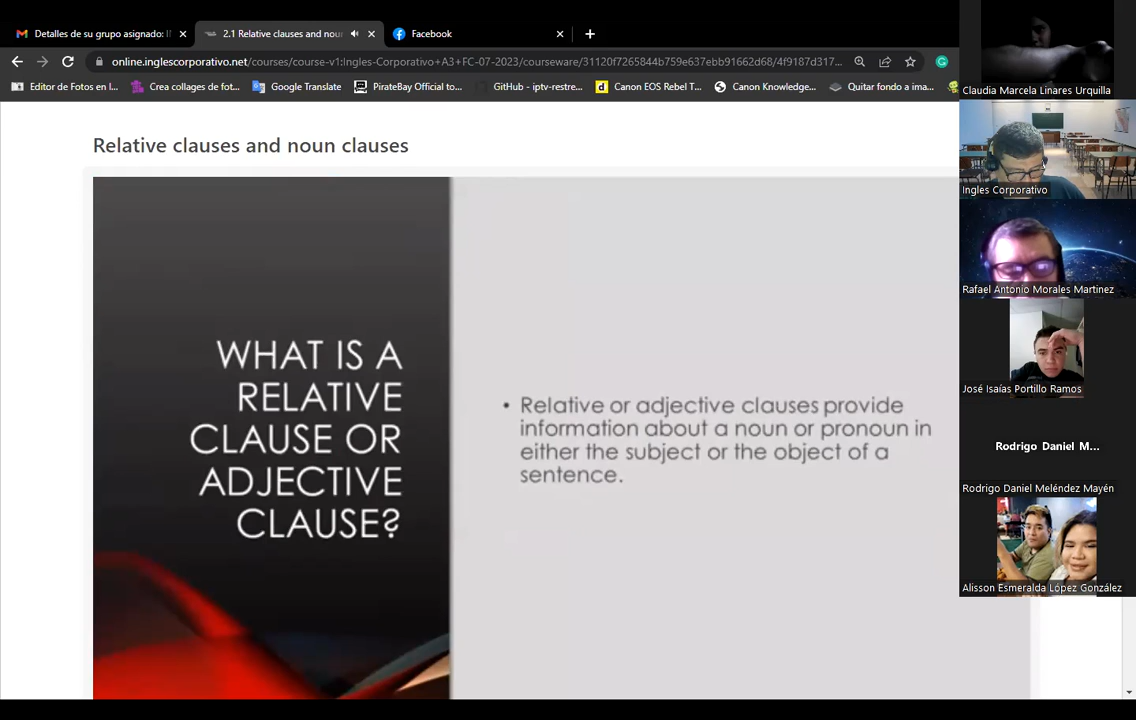 Detalles de su grupo asignado: I
2.1 Relative clauses and noun
Facebook
online.inglescorporativo.net/courses/course-v1:Ingles-Corporativo+A3+FC-07-2023/courseware/31120f7265844b759e637ebb91662d68/4f9187d317...
Editor de Fotos en l...
Crea collages de fot...
Google Translate
PirateBay Official to...
GitHub - iptv-restre...
Canon EOS Rebel T...
Canon Knowledge...
Quitar fondo a ima...
Relative clauses and noun clauses
WHAT IS A
RELATIVE
CLAUSE OR
ADJECTIVE
CLAUSE?
• Relative or adjective clauses provide
information about a noun or pronoun in
either the subject or the object of a
sentence.
Claudia Marcela Linares Urquilla
Ingles Corporativo
Rafael Antonio Morales Martinez
José Isaías Portillo Ramos
Rodrigo Daniel M...
Rodrigo Daniel Meléndez Mayén
Alisson Esmeralda López González